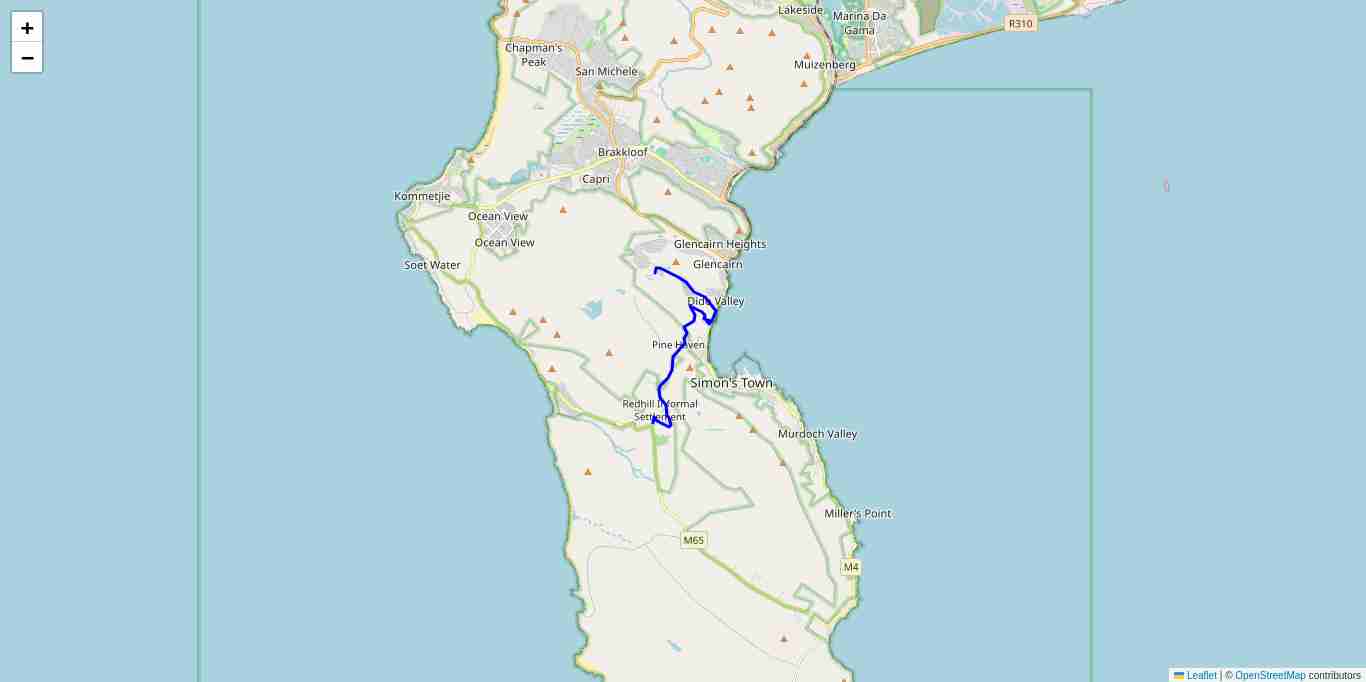 +
−
Lakeside
Marina Da
Gama
R310
Chapman's
Peak
San Michele
Muizenberg
Brakkloof
Capri
Kommetjie
Ocean View
Ocean View
Glencairn Heights
Soet Water
Glencairn
Dido Valley
Pine Haven
Simon's Town
Redhill Informal
Settlement
Murdoch Valley
Miller's Point
M65
M4
Leaflet | © OpenStreetMap contributors